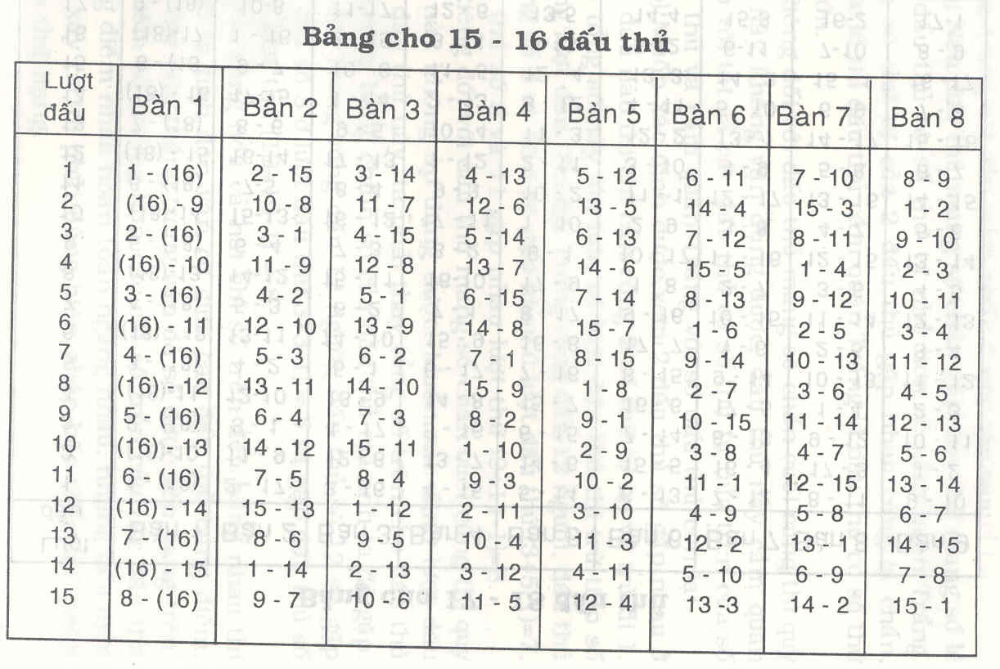 Bảng cho 15 - 16 đấu thủ
Lượt đấu Bàn 1 Bàn 2 Bàn 3 Bàn 4 Bàn 5 Bàn 6 Bàn 7 Bàn 8
1 1 - (16) 2 - 15 3 - 14 4 - 13 5 - 12 6 - 11 7 - 10 8 - 9
2 (16) - 9 10 - 8 11 - 7 12 - 6 13 - 5 14 - 4 15 - 3 1 - 2
3 2 - (16) 3 - 1 4 - 15 5 - 14 6 - 13 7 - 12 8 - 11 9 - 10
4 (16) - 10 11 - 9 12 - 8 13 - 7 14 - 6 15 - 5 1 - 4 2 - 3
5 3 - (16) 4 - 2 5 - 1 6 - 15 7 - 14 8 - 13 9 - 12 10 - 11
6 (16) - 11 12 - 10 13 - 9 14 - 8 15 - 7 1 - 6 2 - 5 3 - 4
7 4 - (16) 5 - 3 6 - 2 7 - 1 8 - 15 9 - 14 10 - 13 11 - 12
8 (16) - 12 13 - 11 14 - 10 15 - 9 1 - 8 2 - 7 3 - 6 4 - 5
9 5 - (16) 6 - 4 7 - 3 8 - 2 9 - 1 10 - 15 11 - 14 12 - 13
10 (16) - 13 14 - 12 15 - 11 1 - 10 2 - 9 3 - 8 4 - 7 5 - 6
11 6 - (16) 7 - 5 8 - 4 9 - 3 10 - 2 11 - 1 12 - 15 13 - 14
12 (16) - 14 15 - 13 1 - 12 2 - 11 3 - 10 4 - 9 5 - 8 6 - 7
13 7 - (16) 8 - 6 9 - 5 10 - 4 11 - 3 12 - 2 13 - 1 14 - 15
14 (16) - 15 1 - 14 2 - 13 3 - 12 4 - 11 5 - 10 6 - 9 7 - 8
15 8 - (16) 9 - 7 10 - 6 11 - 5 12 - 4 13 -3 14 - 2 15 - 1